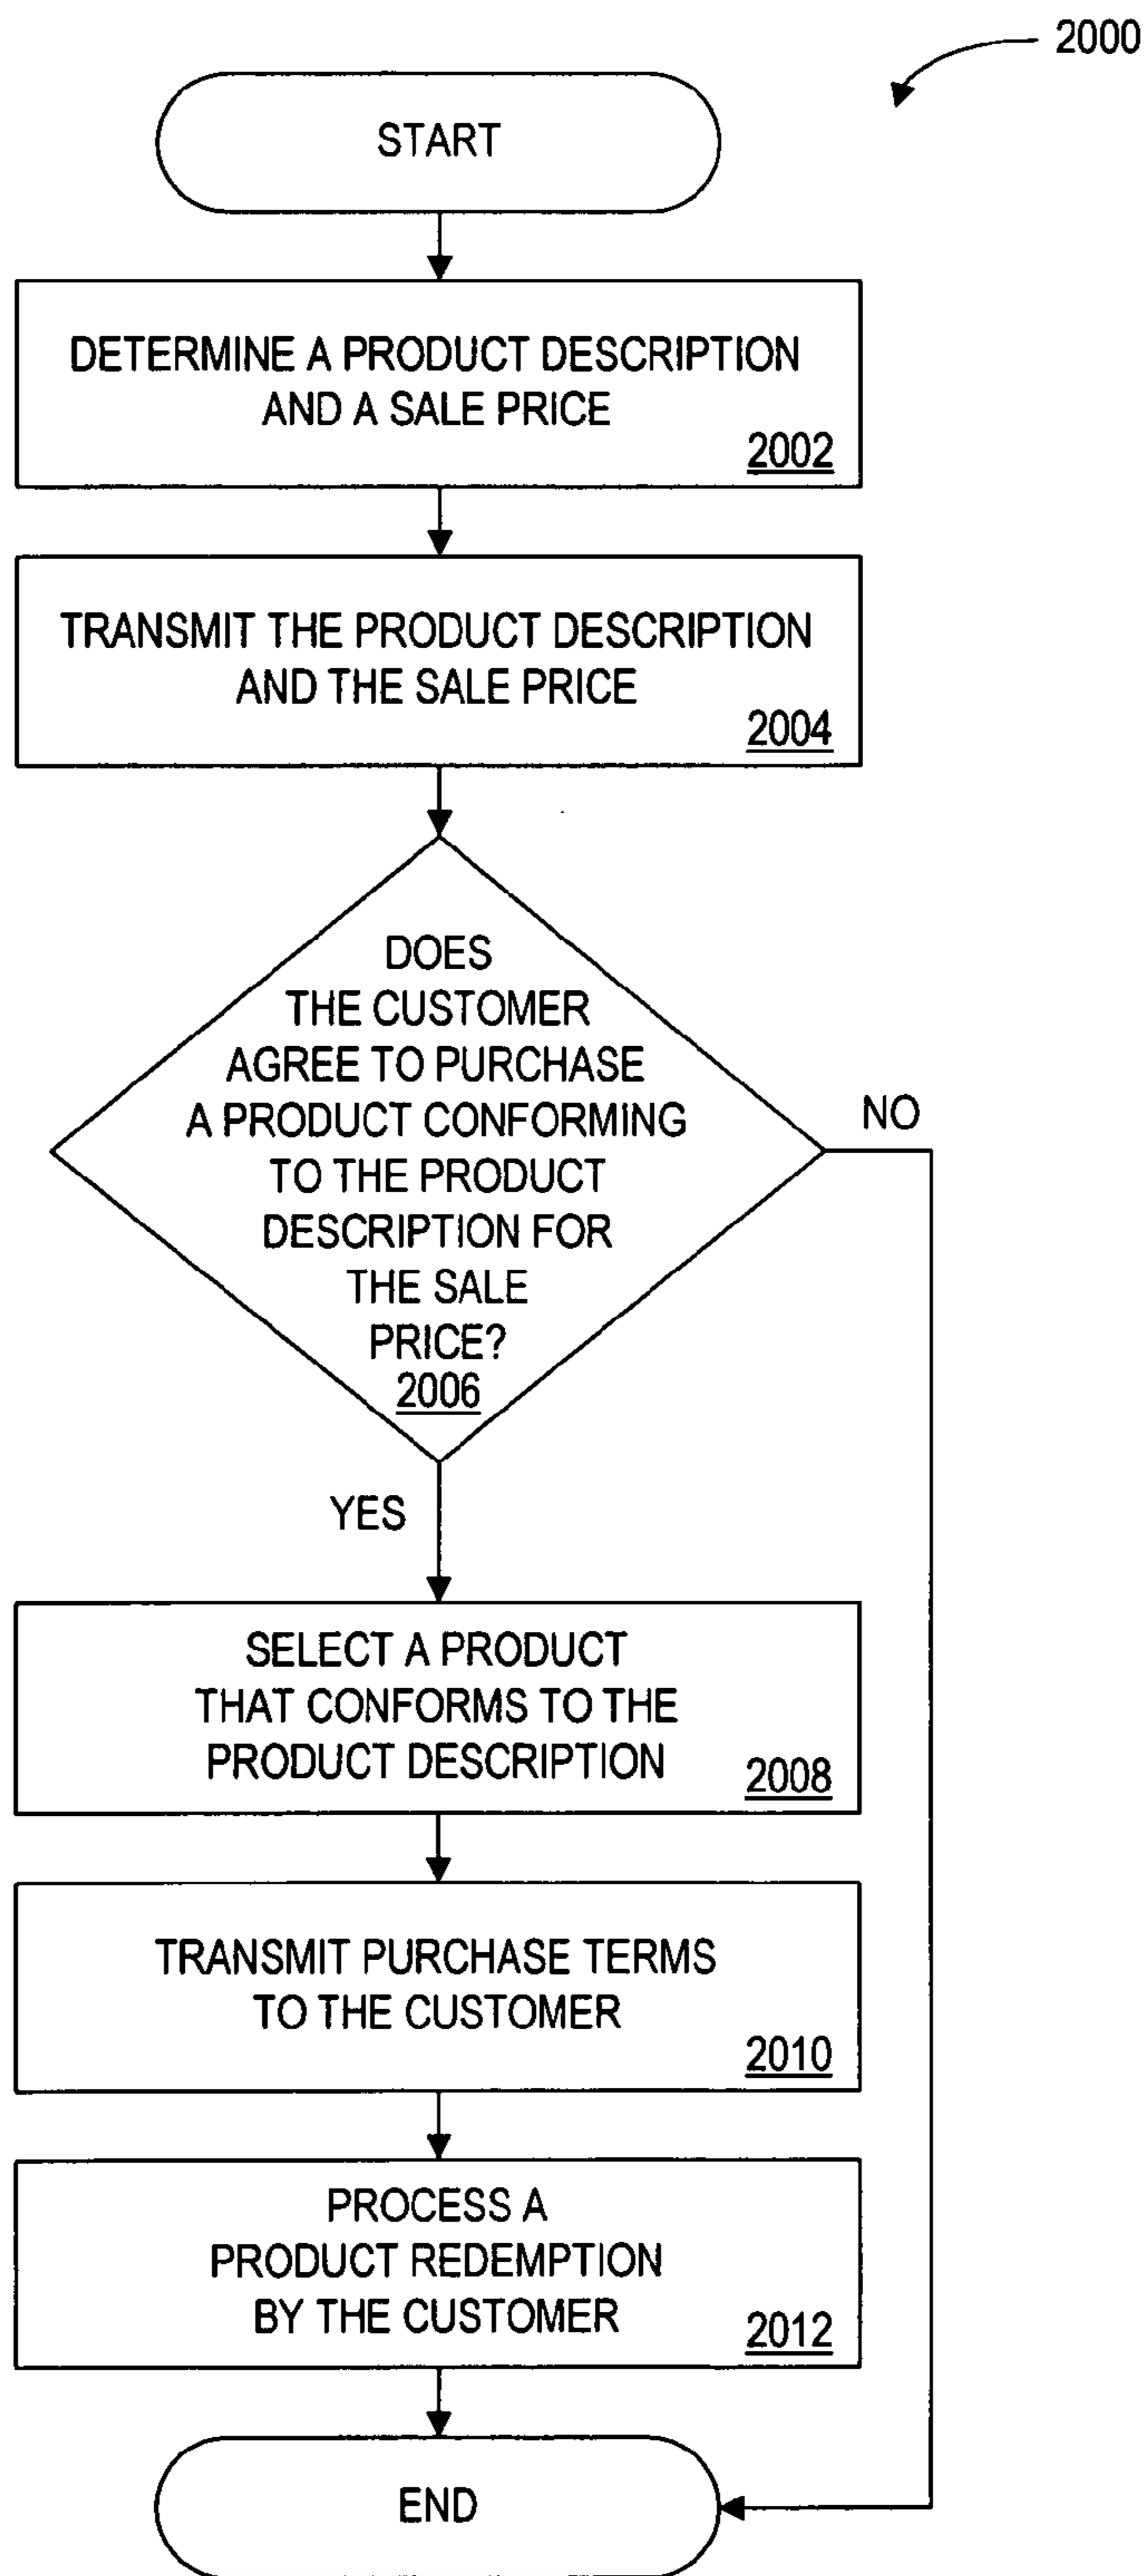 2000
START
DETERMINE A PRODUCT DESCRIPTION
AND A SALE PRICE
2002
TRANSMIT THE PRODUCT DESCRIPTION
AND THE SALE PRICE
2004
DOES
THE CUSTOMER
AGREE TO PURCHASE
A PRODUCT CONFORMING
TO THE PRODUCT
DESCRIPTION FOR
THE SALE
PRICE?
2006
NO
YES
SELECT A PRODUCT
THAT CONFORMS TO THE
PRODUCT DESCRIPTION
2008
TRANSMIT PURCHASE TERMS
TO THE CUSTOMER
2010
PROCESS A
PRODUCT REDEMPTION
BY THE CUSTOMER
2012
END